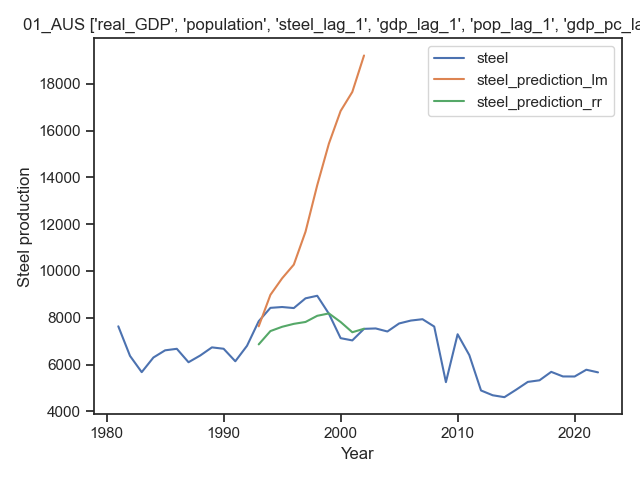 01_AUS ['real_GDP', 'population', 'steel_lag_1', 'gdp_lag_1', 'pop_lag_1', 'gdp_pc_la
steel
steel_prediction_lm
steel_prediction_rr
18000
16000
14000
12000
10000
8000
6000
4000
Steel production
1980
1990
2000
2010
2020
Year